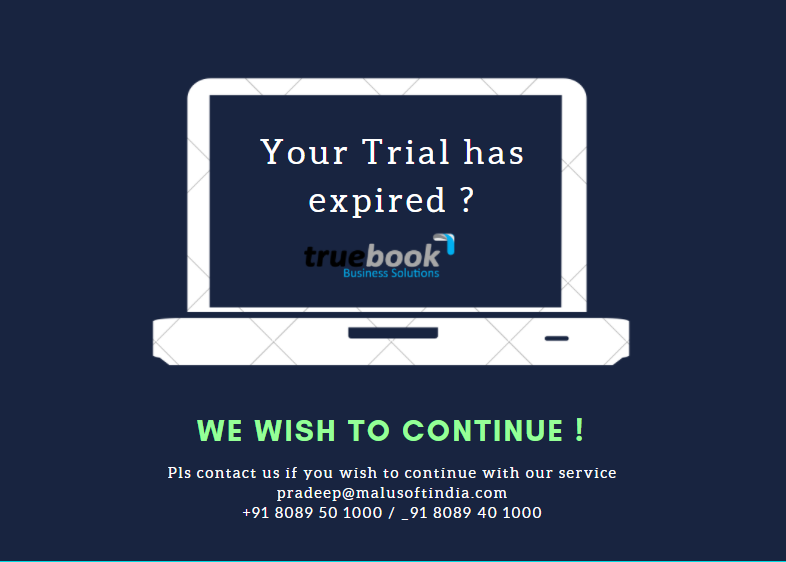 Your Trial has
expired ?
truebook
Business Solutions
WE WISH TO CONTINUE !
Pls contact us if you wish to continue with our service
pradeep@malusoftindia.com
+91 8089 50 1000 / _91 8089 40 1000